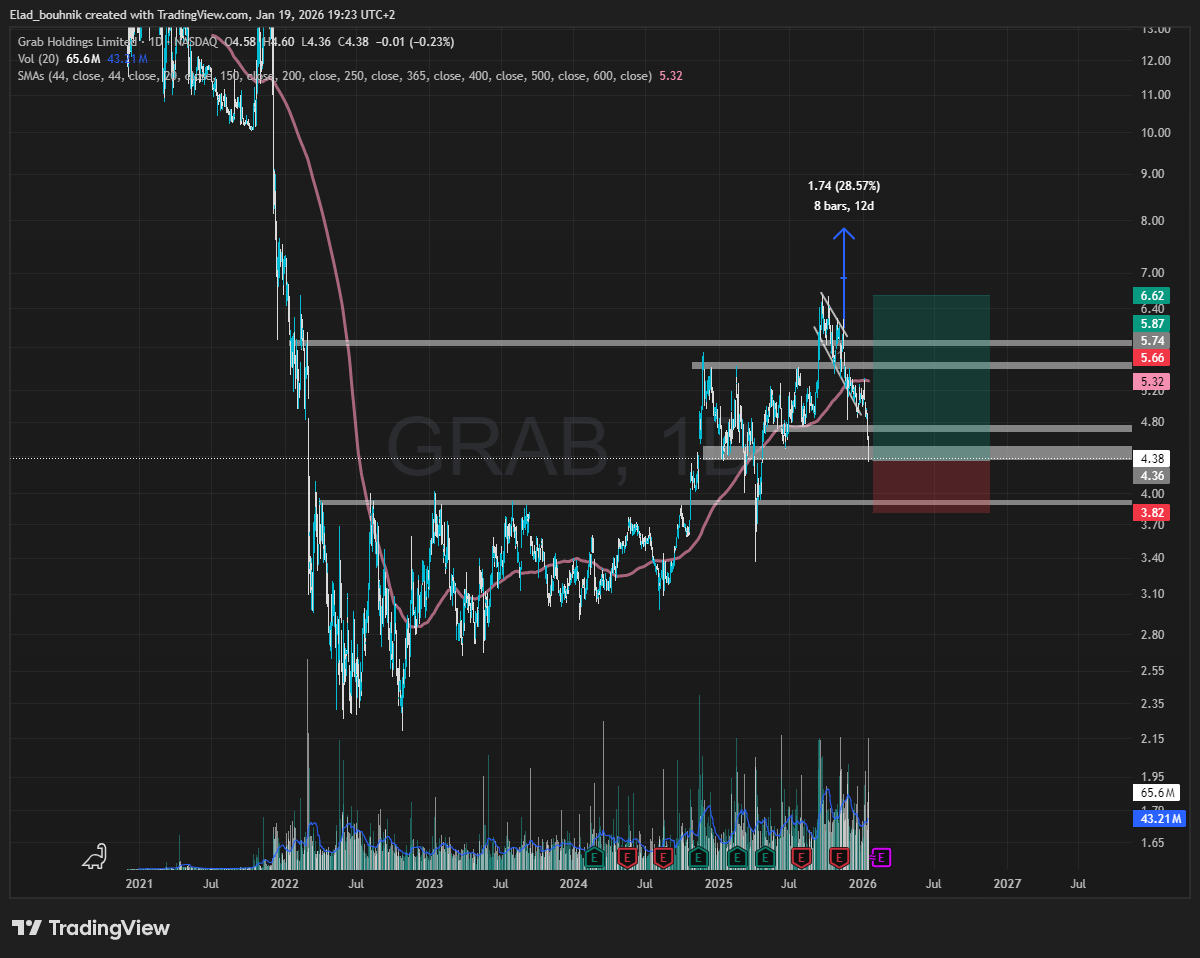 Elad_bouhnik created with TradingView.com, Jan 19, 2026 19:23 UTC+2
Grab Holdings Limited · 1D · NASDAQ O4.58 H4.60 L4.36 C4.38 −0.01 (−0.23%)
Vol (20) 65.6M 43.21M
SMAs (44, close, 44, close, 20, close, 150, close, 200, close, 250, close, 365, close, 400, close, 500, close, 600, close) 5.32
1.74 (28.57%)
8 bars, 12d
GRAB, 1D
13.00
12.00
11.00
10.00
9.00
8.00
7.00
6.62
6.40
5.87
5.74
5.66
5.32
5.20
4.80
4.38
4.36
4.00
3.82
3.70
3.40
3.10
2.80
2.55
2.35
2.15
1.95
65.6M
43.21M
1.65
E E E E E E E E E
2021 Jul 2022 Jul 2023 Jul 2024 Jul 2025 Jul 2026 Jul 2027 Jul
TradingView